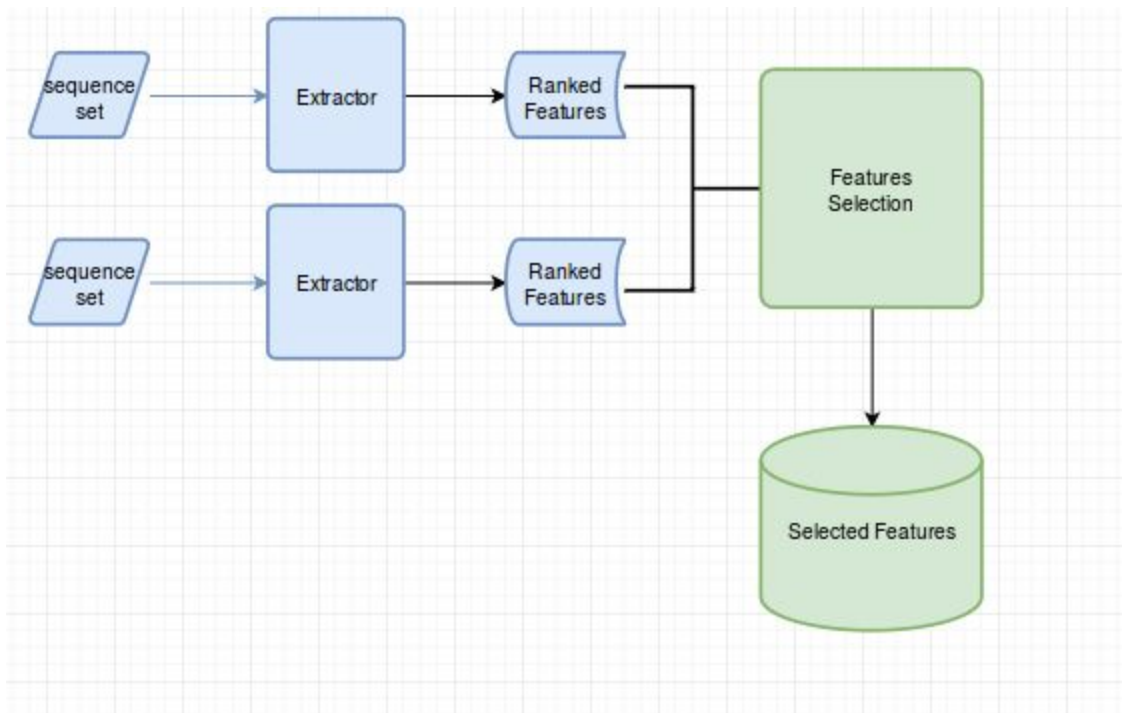 sequence
set
Extractor
Ranked
Features
sequence
set
Extractor
Ranked
Features
Features
Selection
Selected Features